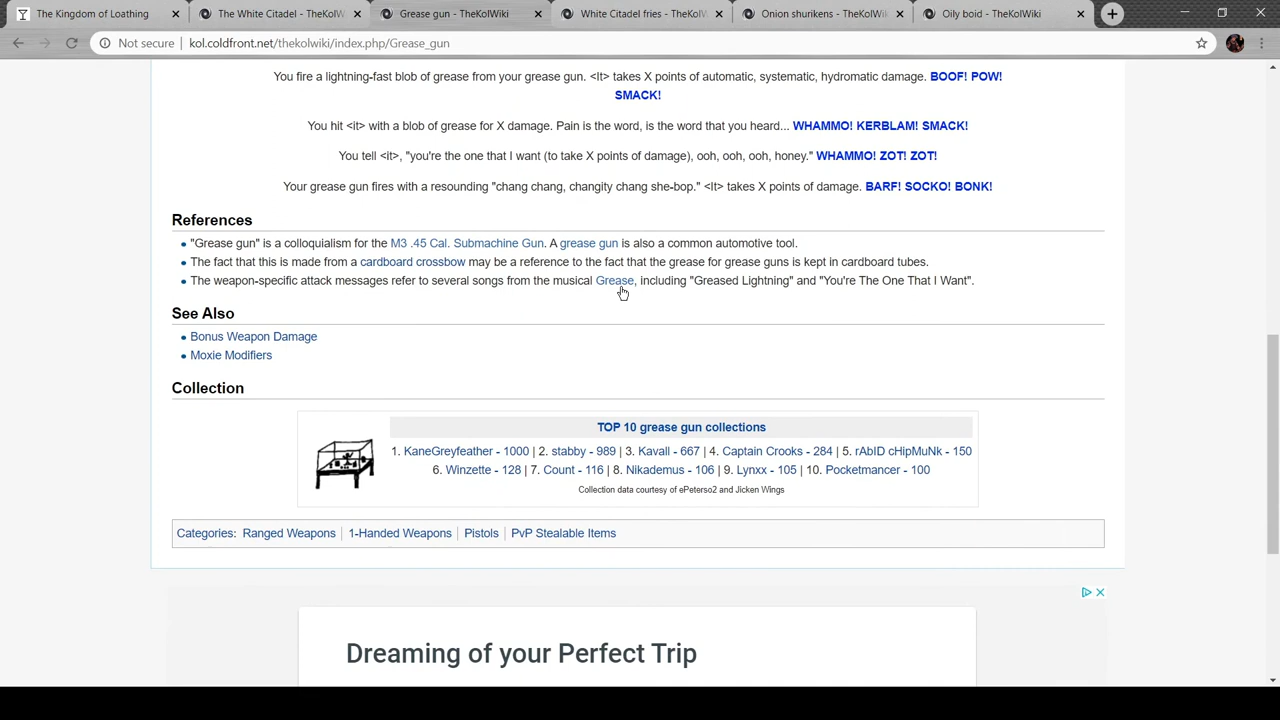 The Kingdom of Loathing
The White Citadel - TheKolWiki
Grease gun - TheKolWiki
White Citadel fries - TheKolW
Onion shurikens - TheKolWiki
Oily boid - TheKolWiki
Not secure | kol.coldfront.net/thekolwiki/index.php/Grease_gun
You fire a lightning-fast blob of grease from your grease gun. <It> takes X points of automatic, systematic, hydromatic damage. BOOF! POW!
SMACK!
You hit <it> with a blob of grease for X damage. Pain is the word, is the word that you heard... WHAMMO! KERBLAM! SMACK!
You tell <it>, "you're the one that I want (to take X points of damage), ooh, ooh, ooh, honey." WHAMMO! ZOT! ZOT!
Your grease gun fires with a resounding "chang chang, changity chang she-bop." <It> takes X points of damage. BARF! SOCKO! BONK!
References
"Grease gun" is a colloquialism for the M3 .45 Cal. Submachine Gun. A grease gun is also a common automotive tool.
The fact that this is made from a cardboard crossbow may be a reference to the fact that the grease for grease guns is kept in cardboard tubes.
The weapon-specific attack messages refer to several songs from the musical Grease, including "Greased Lightning" and "You're The One That I Want".
See Also
Bonus Weapon Damage
Moxie Modifiers
Collection
TOP 10 grease gun collections
1. KaneGreyfeather - 1000 | 2. stabby - 989 | 3. Kavall - 667 | 4. Captain Crooks - 284 | 5. rAbID cHipMuNk - 150
6. Winzette - 128 | 7. Count - 116 | 8. Nikademus - 106 | 9. Lynxx - 105 | 10. Pocketmancer - 100
Collection data courtesy of ePeterso2 and Jicken Wings
Categories: Ranged Weapons | 1-Handed Weapons | Pistols | PvP Stealable Items
Dreaming of your Perfect Trip